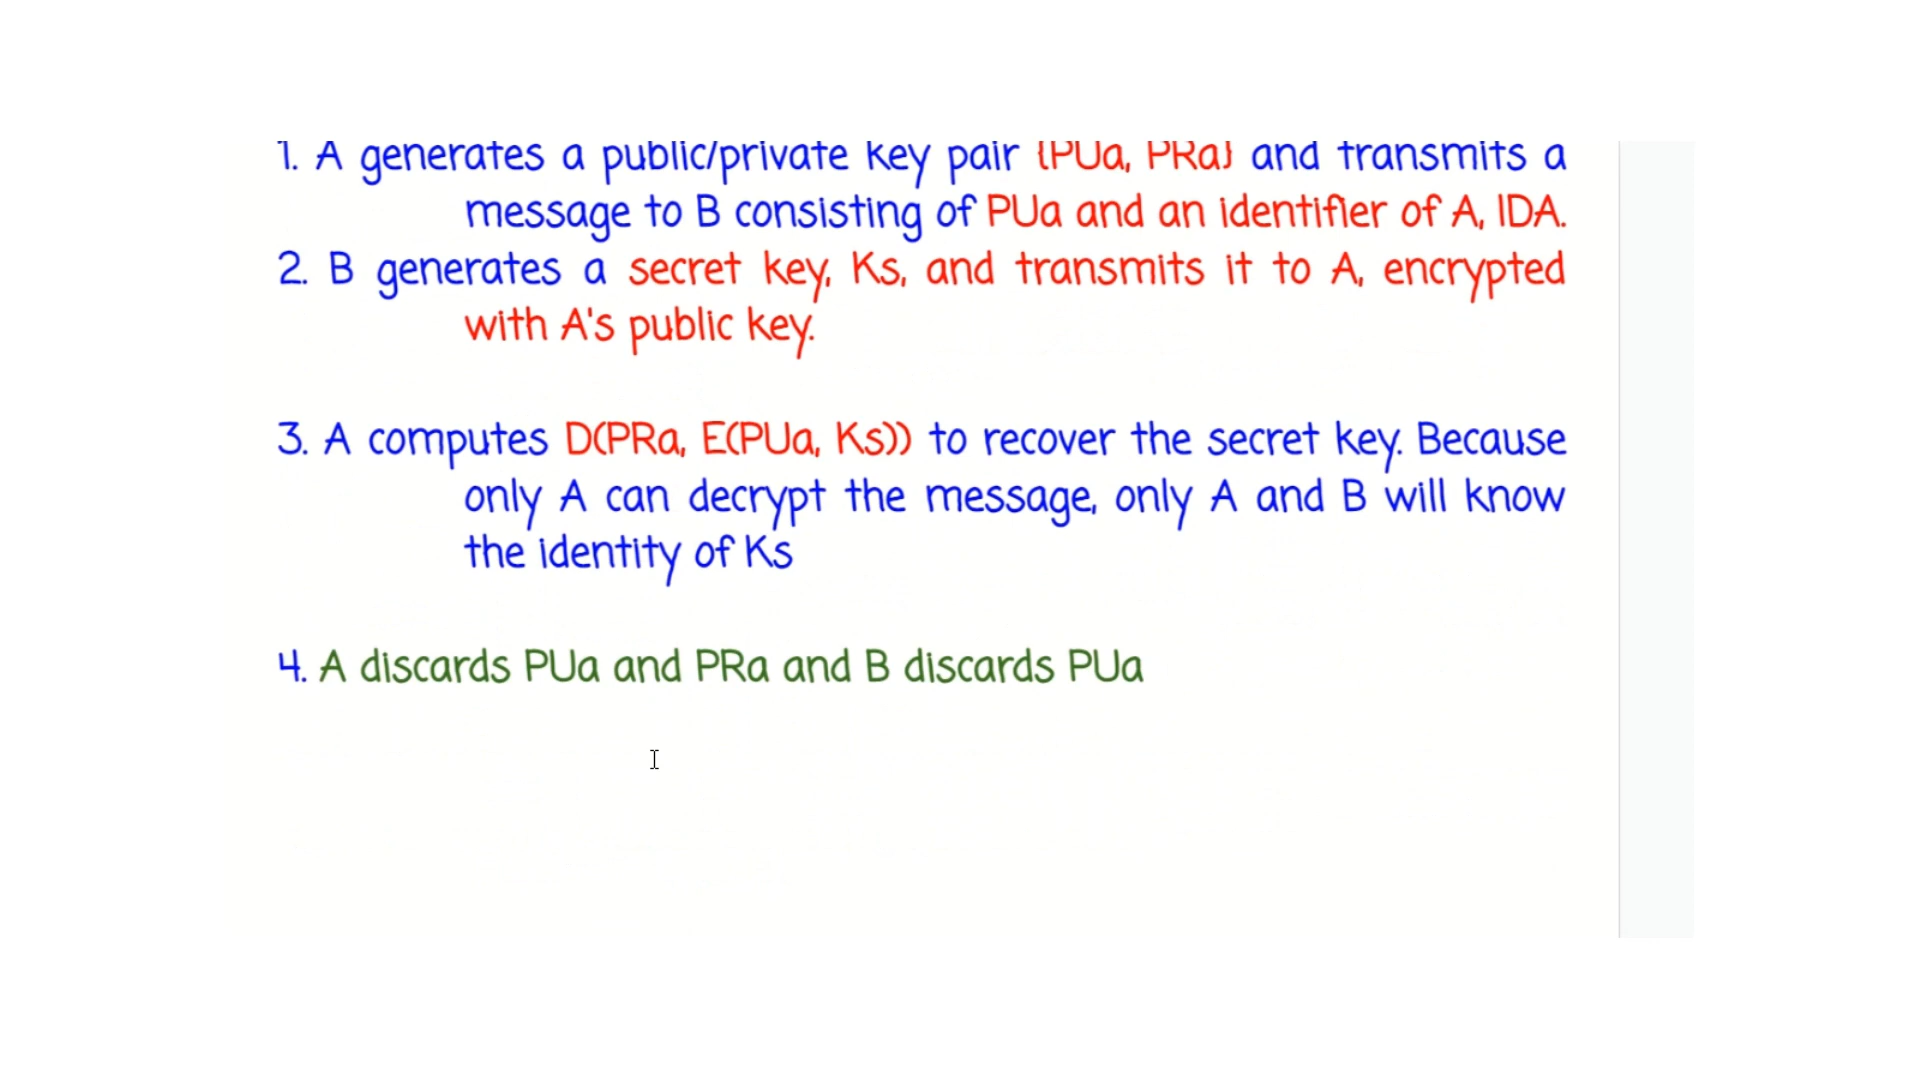 1. A generates a public/private key pair {PUa, PRa} and transmits a
message to B consisting of PUa and an identifier of A, IDA.
2. B generates a secret key, Ks, and transmits it to A, encrypted
with A's public key.
3. A computes D(PRa, E(PUa, Ks)) to recover the secret key. Because
only A can decrypt the message, only A and B will know
the identity of Ks
4. A discards PUa and PRa and B discards PUa